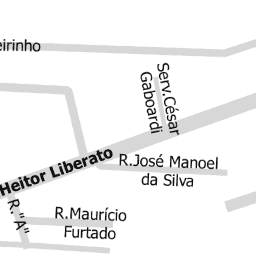 eirinho
Serv.César
Gaboardi
Heitor Liberato
R.José Manoel
da Silva
R."A"
R.Maurício
Furtado